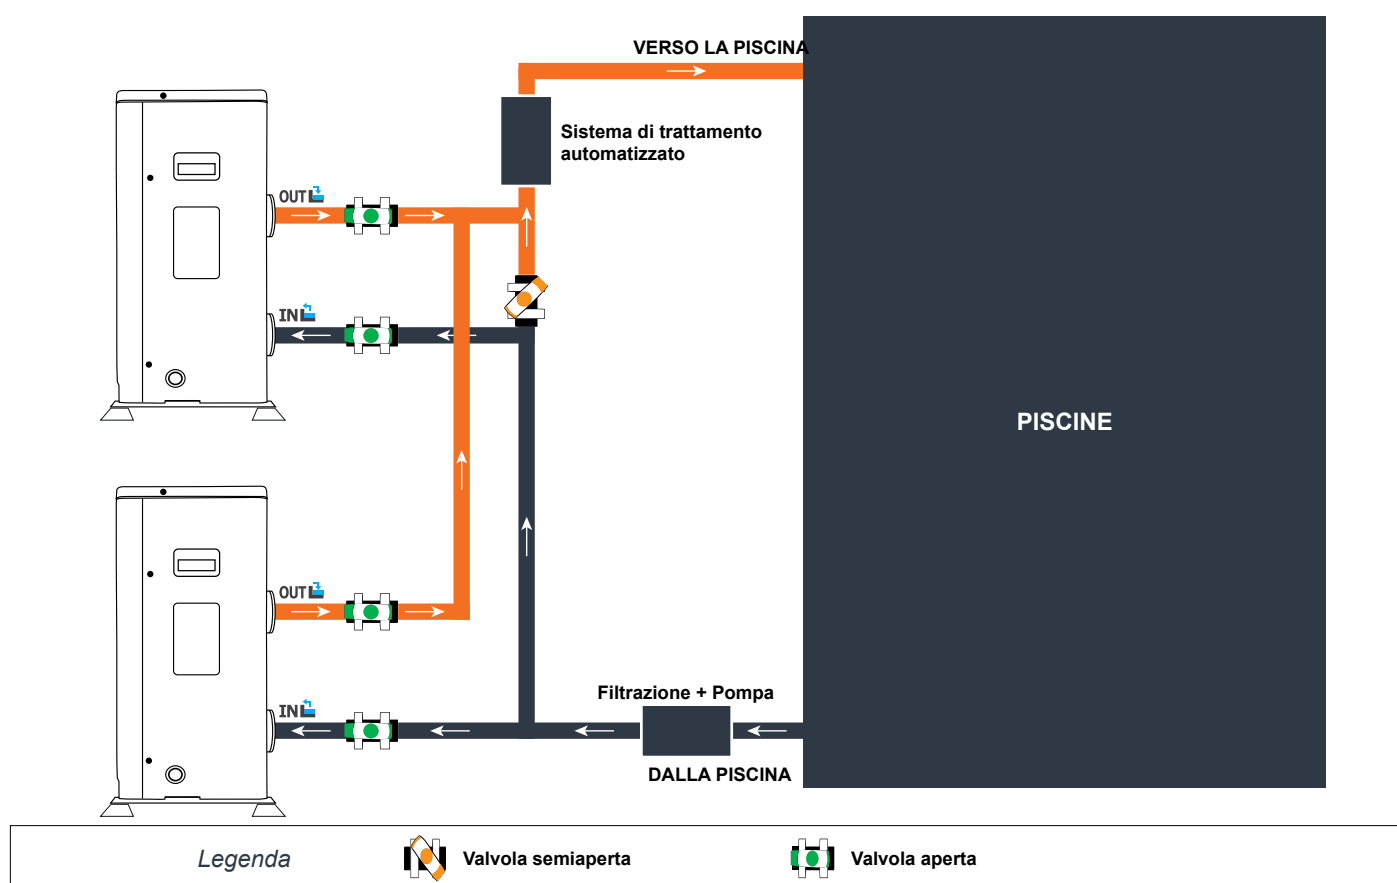 VERSO LA PISCINA
Sistema di trattamento
automatizzato
OUT
IN
PISCINE
OUT
IN
Filtrazione + Pompa
DALLA PISCINA
Legenda
Valvola semiaperta
Valvola aperta